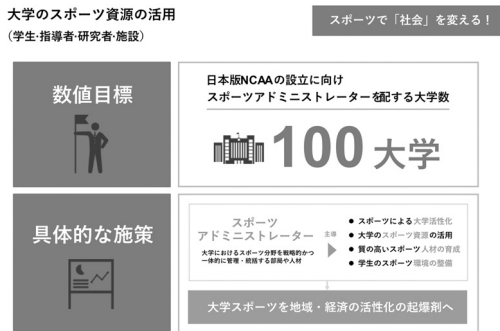 大学のスポーツ資源の活用
(学生・指導者・研究者・施設)
スポーツで「社会」を変える！
数値目標
日本版NCAAの設立に向け
スポーツアドミニストレーターを配する大学数
100大学
具体的な施策
スポーツ
アドミニストレーター
大学におけるスポーツ分野を戦略的かつ
一体的に管理・統括する部局や人材
主導
● スポーツによる大学活性化
● 大学のスポーツ資源の活用
● 質の高いスポーツ人材の育成
● 学生のスポーツ環境の整備
大学スポーツを地域・経済の活性化の起爆剤へ